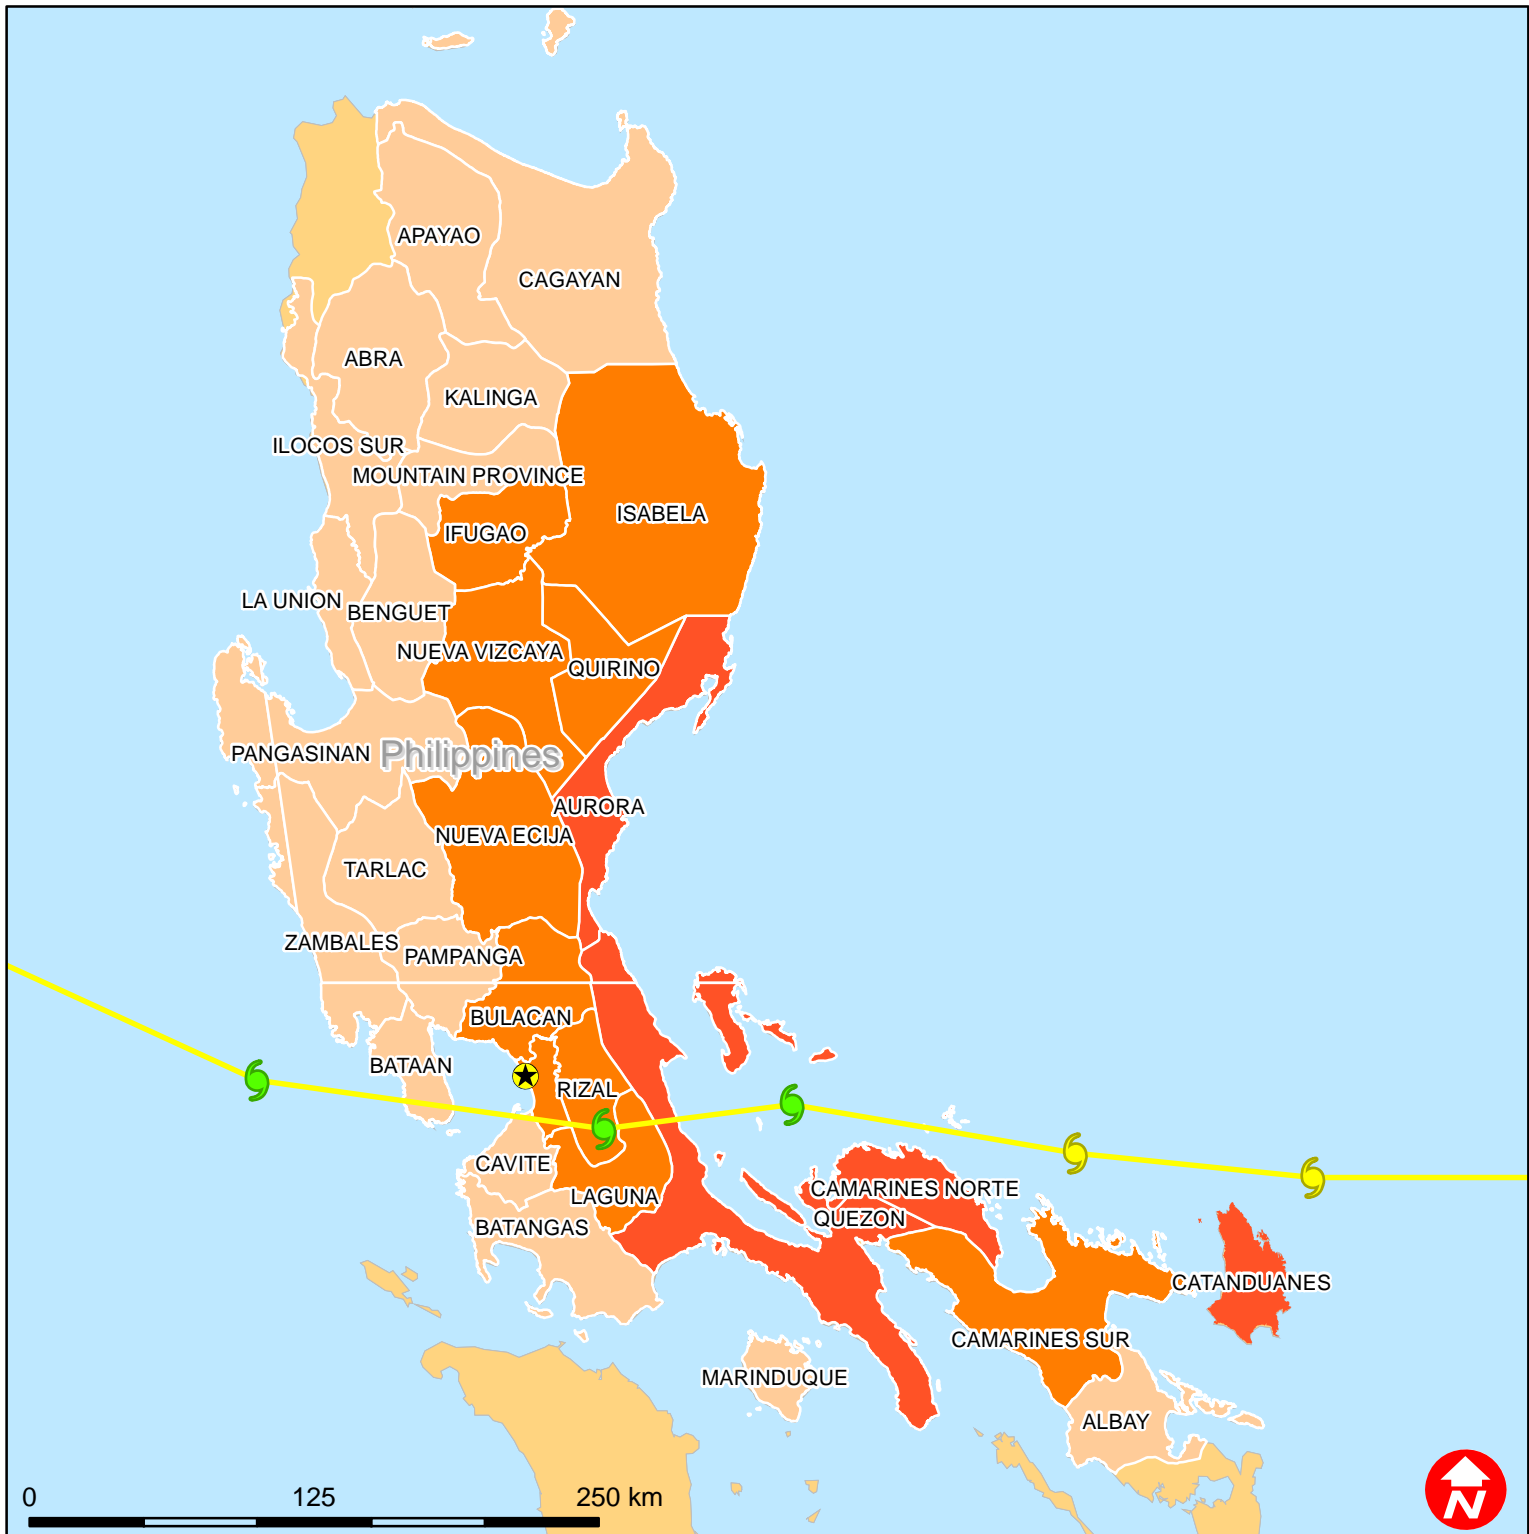 APAYAO
CAGAYAN
ABRA
KALINGA
ILOCOS SUR
MOUNTAIN PROVINCE
ISABELA
IFUGAO
LA UNION
BENGUET
NUEVA VIZCAYA
QUIRINO
PANGASINAN
Philippines
AURORA
NUEVA ECIJA
TARLAC
ZAMBALES
PAMPANGA
BULACAN
BATAAN
RIZAL
CAVITE
CAMARINES NORTE
LAGUNA
QUEZON
BATANGAS
CATANDUANES
CAMARINES SUR
MARINDUQUE
ALBAY
0 125 250 km
N